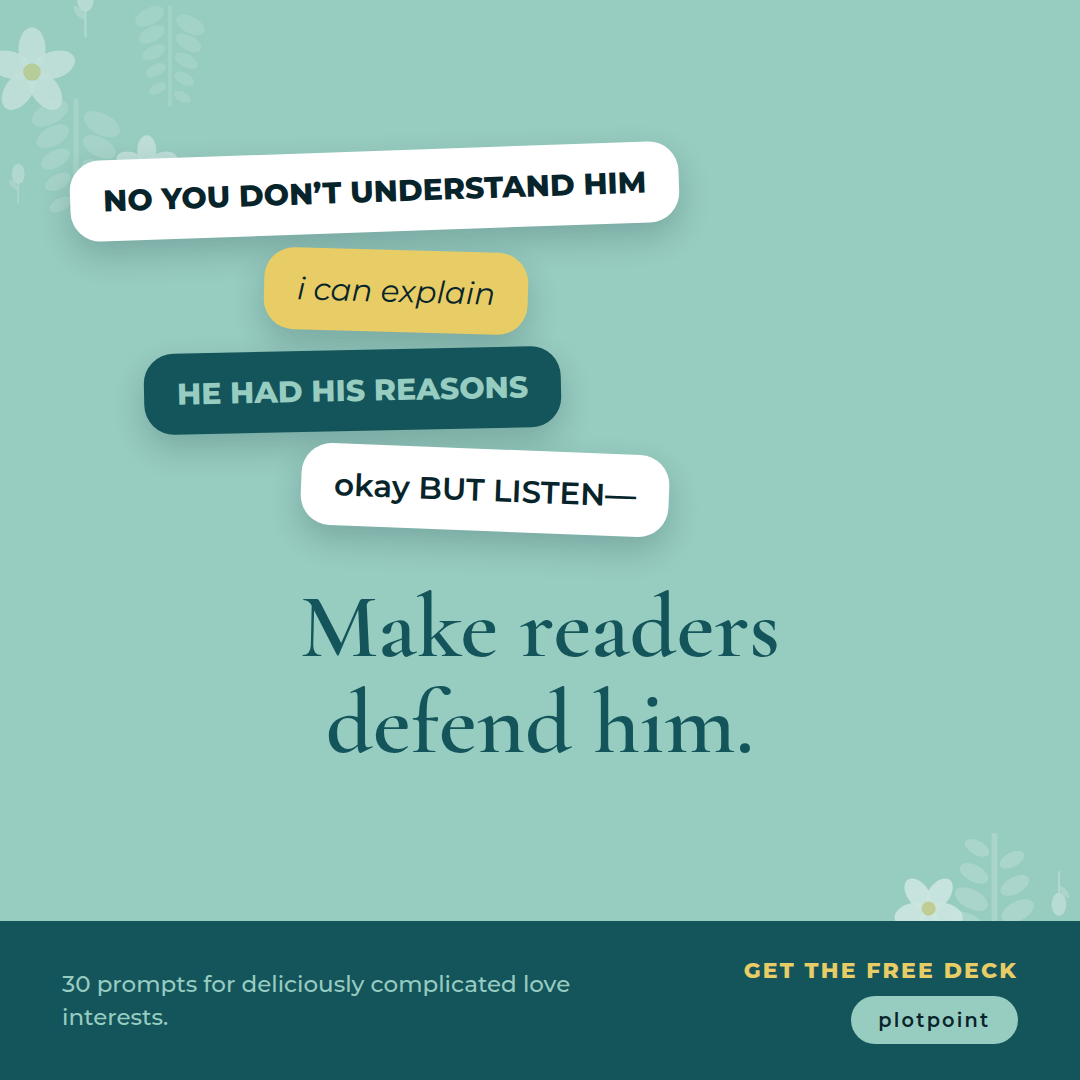 NO YOU DON’T UNDERSTAND HIM
i can explain
HE HAD HIS REASONS
okay BUT LISTEN—
Make readers
defend him.
30 prompts for deliciously complicated love
interests.
GET THE FREE DECK
plotpoint